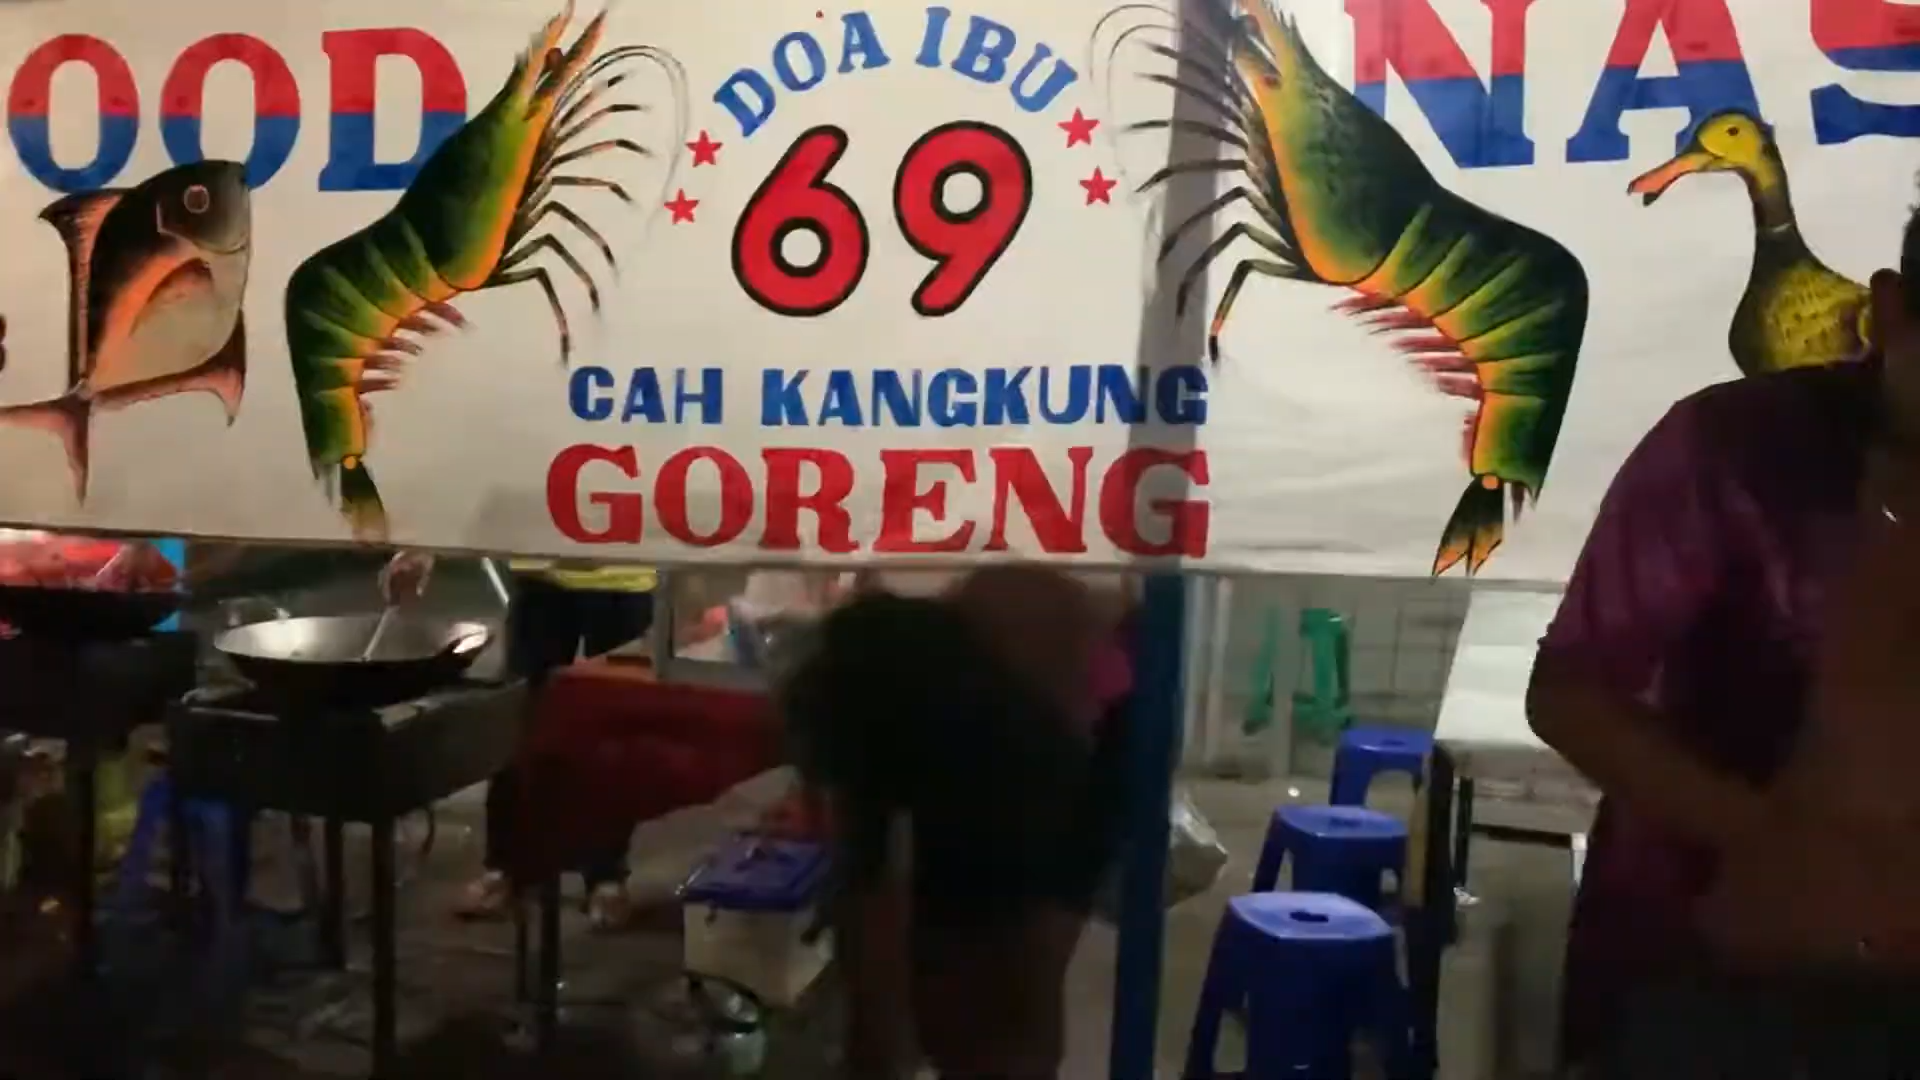 OOD
DOA IBU
69
NAS
CAH KANGKUNG
GORENG